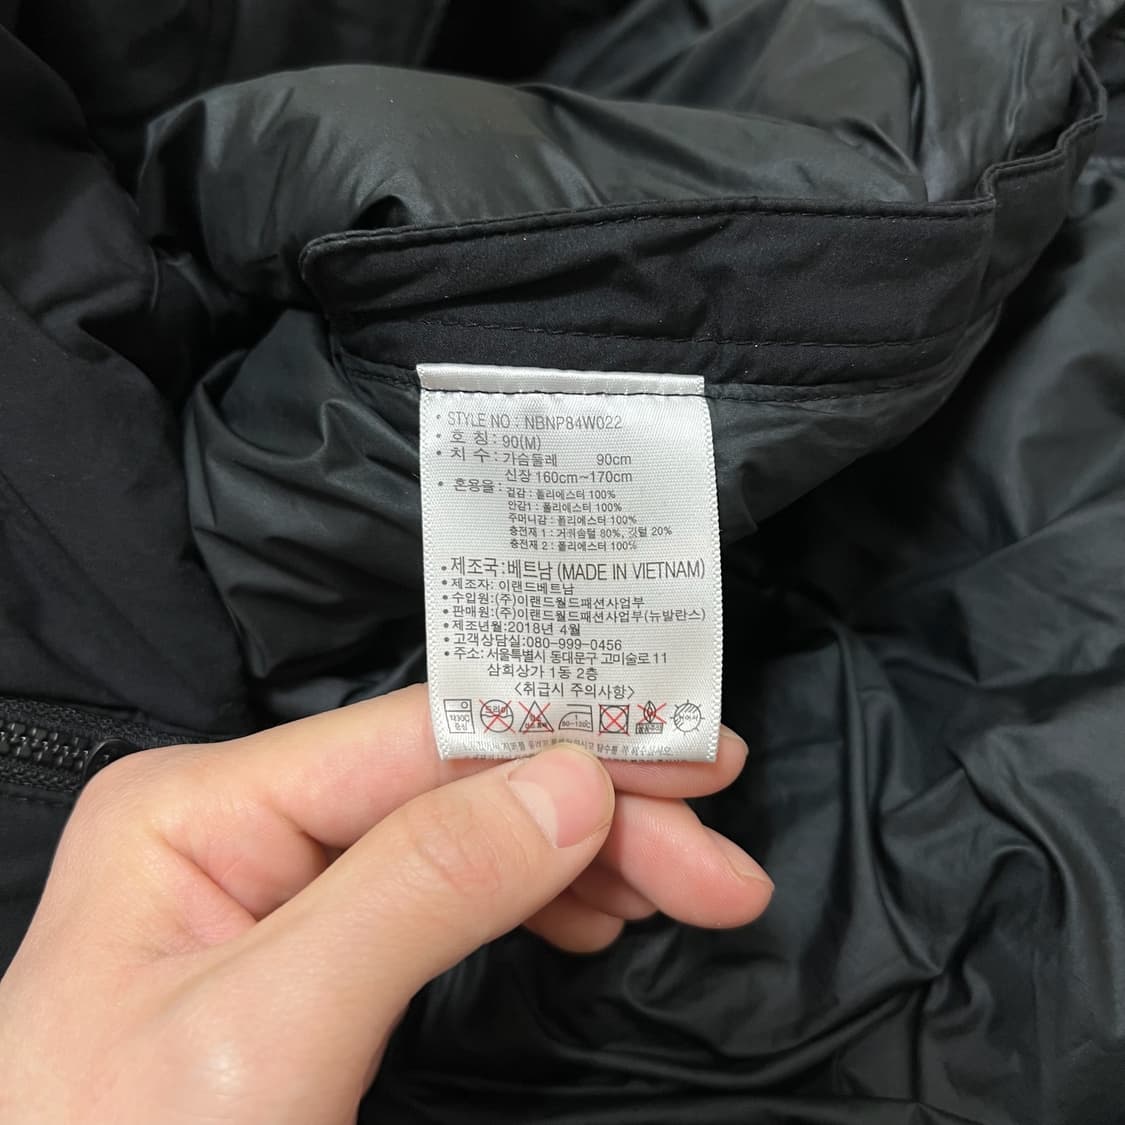 • STYLE NO : NBNP84W022
• 호 칭 : 90(M)
• 치 수 : 가슴둘레 90cm
신장 160cm~170cm
• 혼용율 : 겉감 : 폴리에스터 100%
안감1 : 폴리에스터 100%
주머니감 : 폴리에스터 100%
충전재 1 : 거위솜털 80%, 깃털 20%
충전재 2 : 폴리에스터 100%
• 제조국:베트남 (MADE IN VIETNAM)
• 제조자: 이랜드베트남
• 수입원:(주)이랜드월드패션사업부
• 판매원:(주)이랜드월드패션사업부(뉴발란스)
• 제조년월:2018년 4월
• 고객상담실:080-999-0456
• 주소: 서울특별시 동대문구 고미술로 11
삼희상가 1동 2층
<취급시 주의사항>
드라이 80~120℃